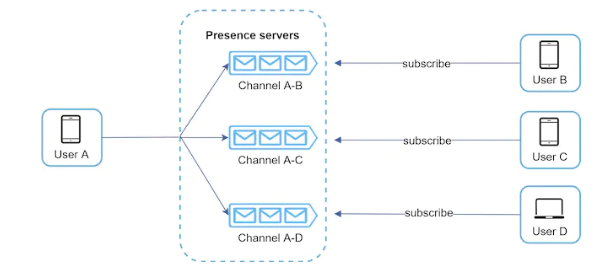 Presence servers
Channel A-B
subscribe
User B
User A
Channel A-C
subscribe
User C
Channel A-D
subscribe
User D